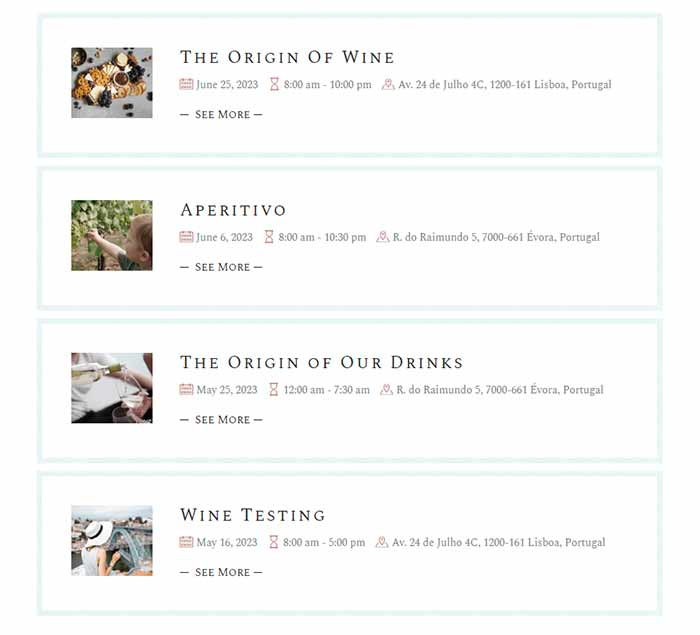 The Origin Of Wine
June 25, 2023 8:00 am - 10:00 pm Av. 24 de Julho 4C, 1200-161 Lisboa, Portugal
— See More —
Aperitivo
June 6, 2023 8:00 am - 10:30 pm R. do Raimundo 5, 7000-661 Évora, Portugal
— See More —
The Origin of Our Drinks
May 25, 2023 12:00 am - 7:30 am R. do Raimundo 5, 7000-661 Évora, Portugal
— See More —
Wine Testing
May 16, 2023 8:00 am - 5:00 pm Av. 24 de Julho 4C, 1200-161 Lisboa, Portugal
— See More —